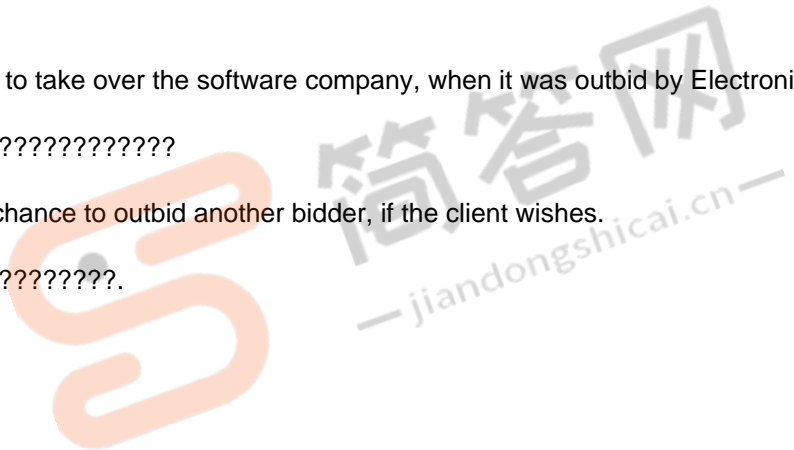 to take over the software company, when it was outbid by Electroni
????????????
chance to outbid another bidder, if the client wishes.
????????.
简答网
jiandongshicai.cn